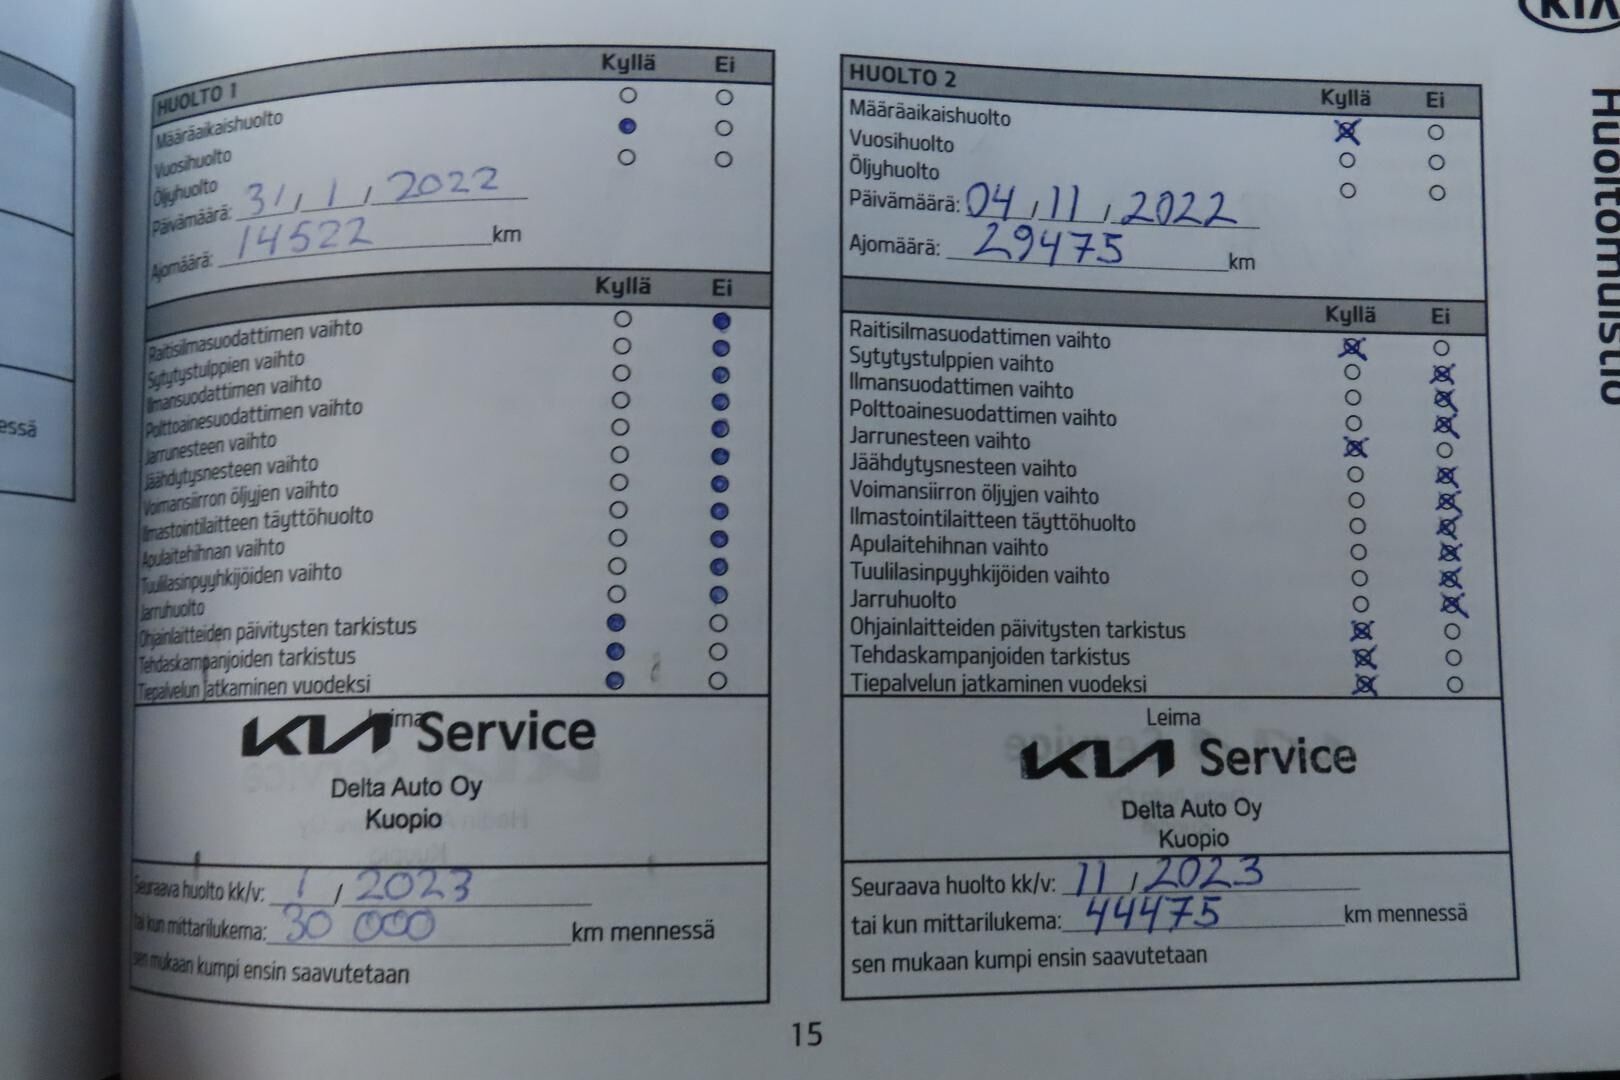 essä
HUOLTO 1 Kyllä Ei
Määräaikaishuolto
Vuosihuolto
Öljyhuolto
Päivämäärä: 31 / 1 / 2022
Ajomäärä: 14522 km
Kyllä Ei
Raitisilmasuodattimen vaihto
Sytytystulppien vaihto
Ilmansuodattimen vaihto
Polttoainesuodattimen vaihto
Jarrunesteen vaihto
Jäähdytysnesteen vaihto
Voimansiirron öljyjen vaihto
Ilmastointilaitteen täyttöhuolto
Apulaitehihnan vaihto
Tuulilasinpyyhkijöiden vaihto
Jarruhuolto
Ohjainlaitteiden päivitysten tarkistus
Tehdaskampanjoiden tarkistus
Tiepalvelun jatkaminen vuodeksi
Leima
KIA Service
Delta Auto Oy
Kuopio
Seuraava huolto kk/v: 1 / 2023
tai kun mittarilukema: 30 000 km mennessä
sen mukaan kumpi ensin saavutetaan
HUOLTO 2 Kyllä Ei
Määräaikaishuolto
Vuosihuolto
Öljyhuolto
Päivämäärä: 04 / 11 / 2022
Ajomäärä: 29475 km
Kyllä Ei
Raitisilmasuodattimen vaihto
Sytytystulppien vaihto
Ilmansuodattimen vaihto
Polttoainesuodattimen vaihto
Jarrunesteen vaihto
Jäähdytysnesteen vaihto
Voimansiirron öljyjen vaihto
Ilmastointilaitteen täyttöhuolto
Apulaitehihnan vaihto
Tuulilasinpyyhkijöiden vaihto
Jarruhuolto
Ohjainlaitteiden päivitysten tarkistus
Tehdaskampanjoiden tarkistus
Tiepalvelun jatkaminen vuodeksi
Leima
KIA Service
Delta Auto Oy
Kuopio
Seuraava huolto kk/v: 11 / 2023
tai kun mittarilukema: 44475 km mennessä
sen mukaan kumpi ensin saavutetaan
15
KIA
Huoltomuistio